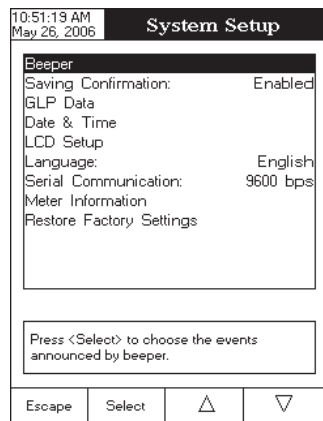 10:51:19 AM
May 26, 2006
System Setup
Beeper
Saving Confirmation: Enabled
GLP Data
Date & Time
LCD Setup
Language: English
Serial Communication: 9600 bps
Meter Information
Restore Factory Settings
Press <Select> to choose the events
announced by beeper.
Escape Select △ ▽